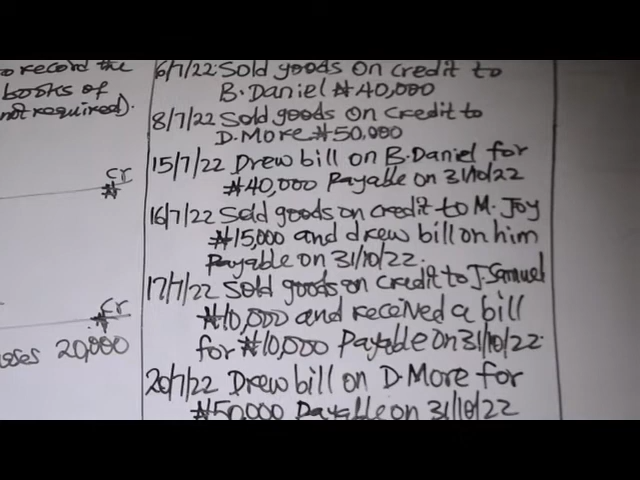 to record the
books of
not required).
Cr
₦
Cr
₦
20,000
6/7/22: Sold goods on credit to
B. Daniel ₦40,000
8/7/22 Sold goods on credit to
D. More ₦50,000
15/7/22 Drew bill on B. Daniel for
₦40,000 Payable on 31/10/22
16/7/22 Sold goods on credit to M. Joy
₦15,000 and drew bill on him
Payable on 31/10/22.
17/7/22 Sold goods on credit to J. Samuel
₦10,000 and received a bill
for ₦10,000 Payable on 31/10/22.
20/7/22 Drew bill on D. More for
₦50,000 Payable on 31/10/22